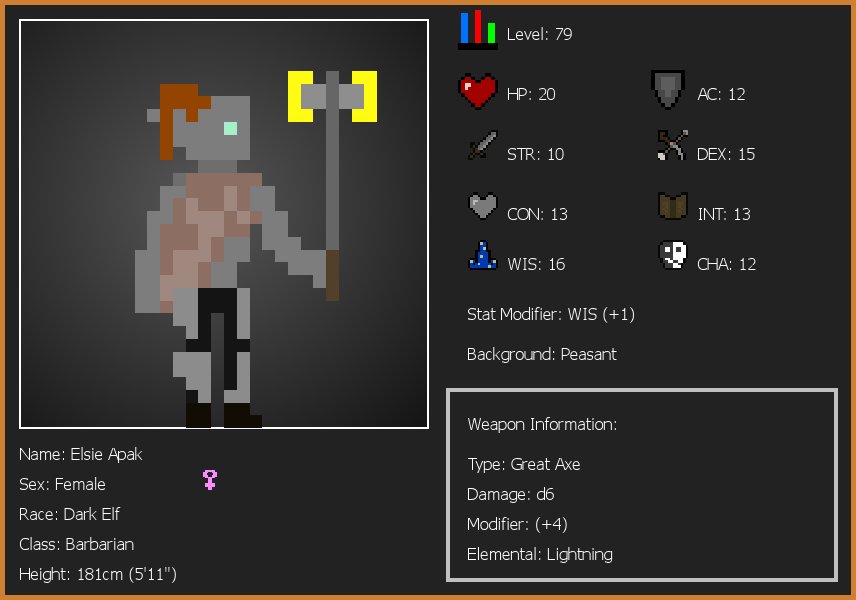 Level: 79
HP: 20
AC: 12
STR: 10
DEX: 15
CON: 13
INT: 13
WIS: 16
CHA: 12
Stat Modifier: WIS (+1)
Background: Peasant
Weapon Information:
Type: Great Axe
Damage: d6
Modifier: (+4)
Elemental: Lightning
Name: Elsie Apak
Sex: Female
Race: Dark Elf
Class: Barbarian
Height: 181cm (5'11")